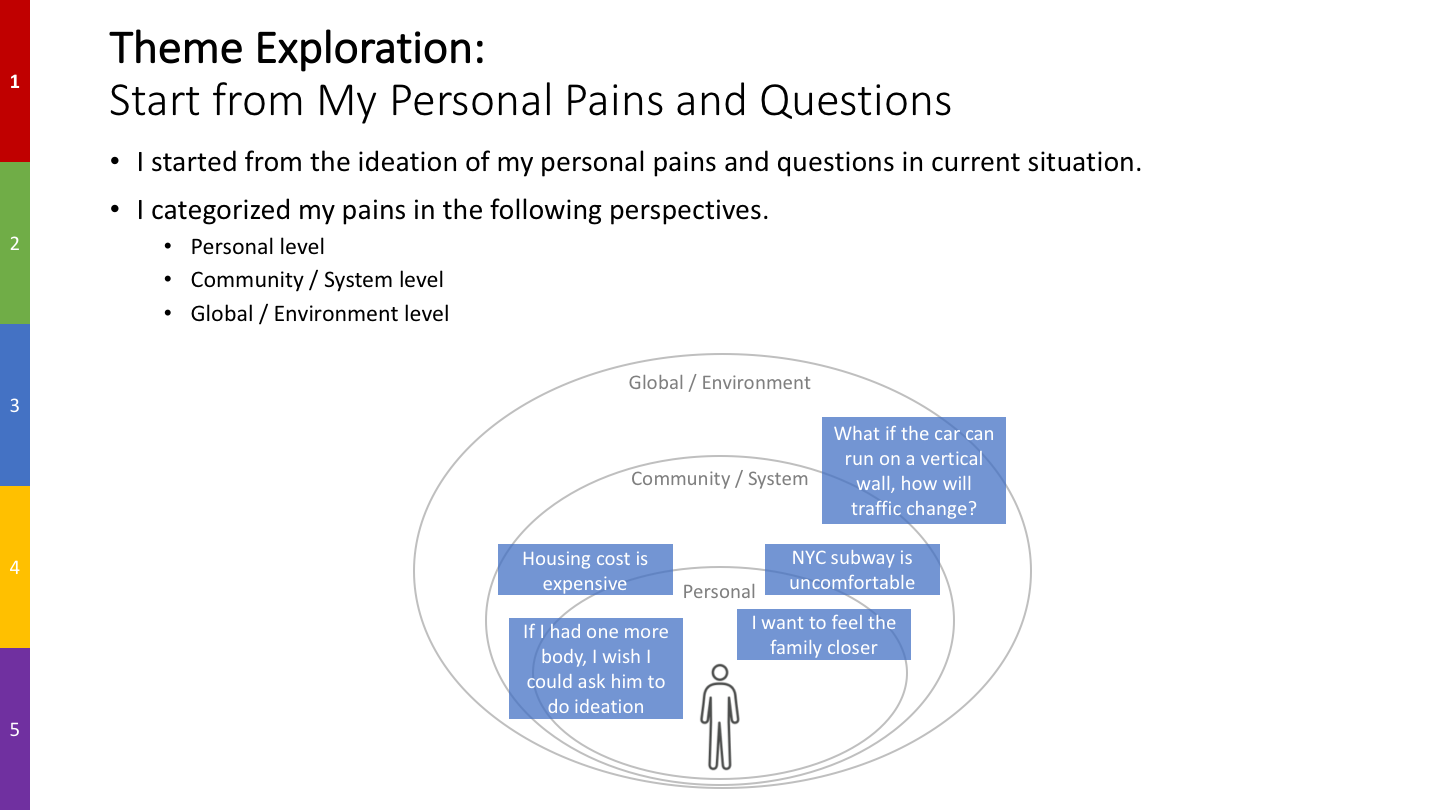 Theme Exploration:
Start from My Personal Pains and Questions
• I started from the ideation of my personal pains and questions in current situation.
• I categorized my pains in the following perspectives.
• Personal level
• Community / System level
• Global / Environment level
1
2
3
4
5
Global / Environment
What if the car can
run on a vertical
wall, how will
traffic change?
Community / System
Housing cost is
expensive
NYC subway is
uncomfortable
Personal
If I had one more
body, I wish I
could ask him to
do ideation
I want to feel the
family closer